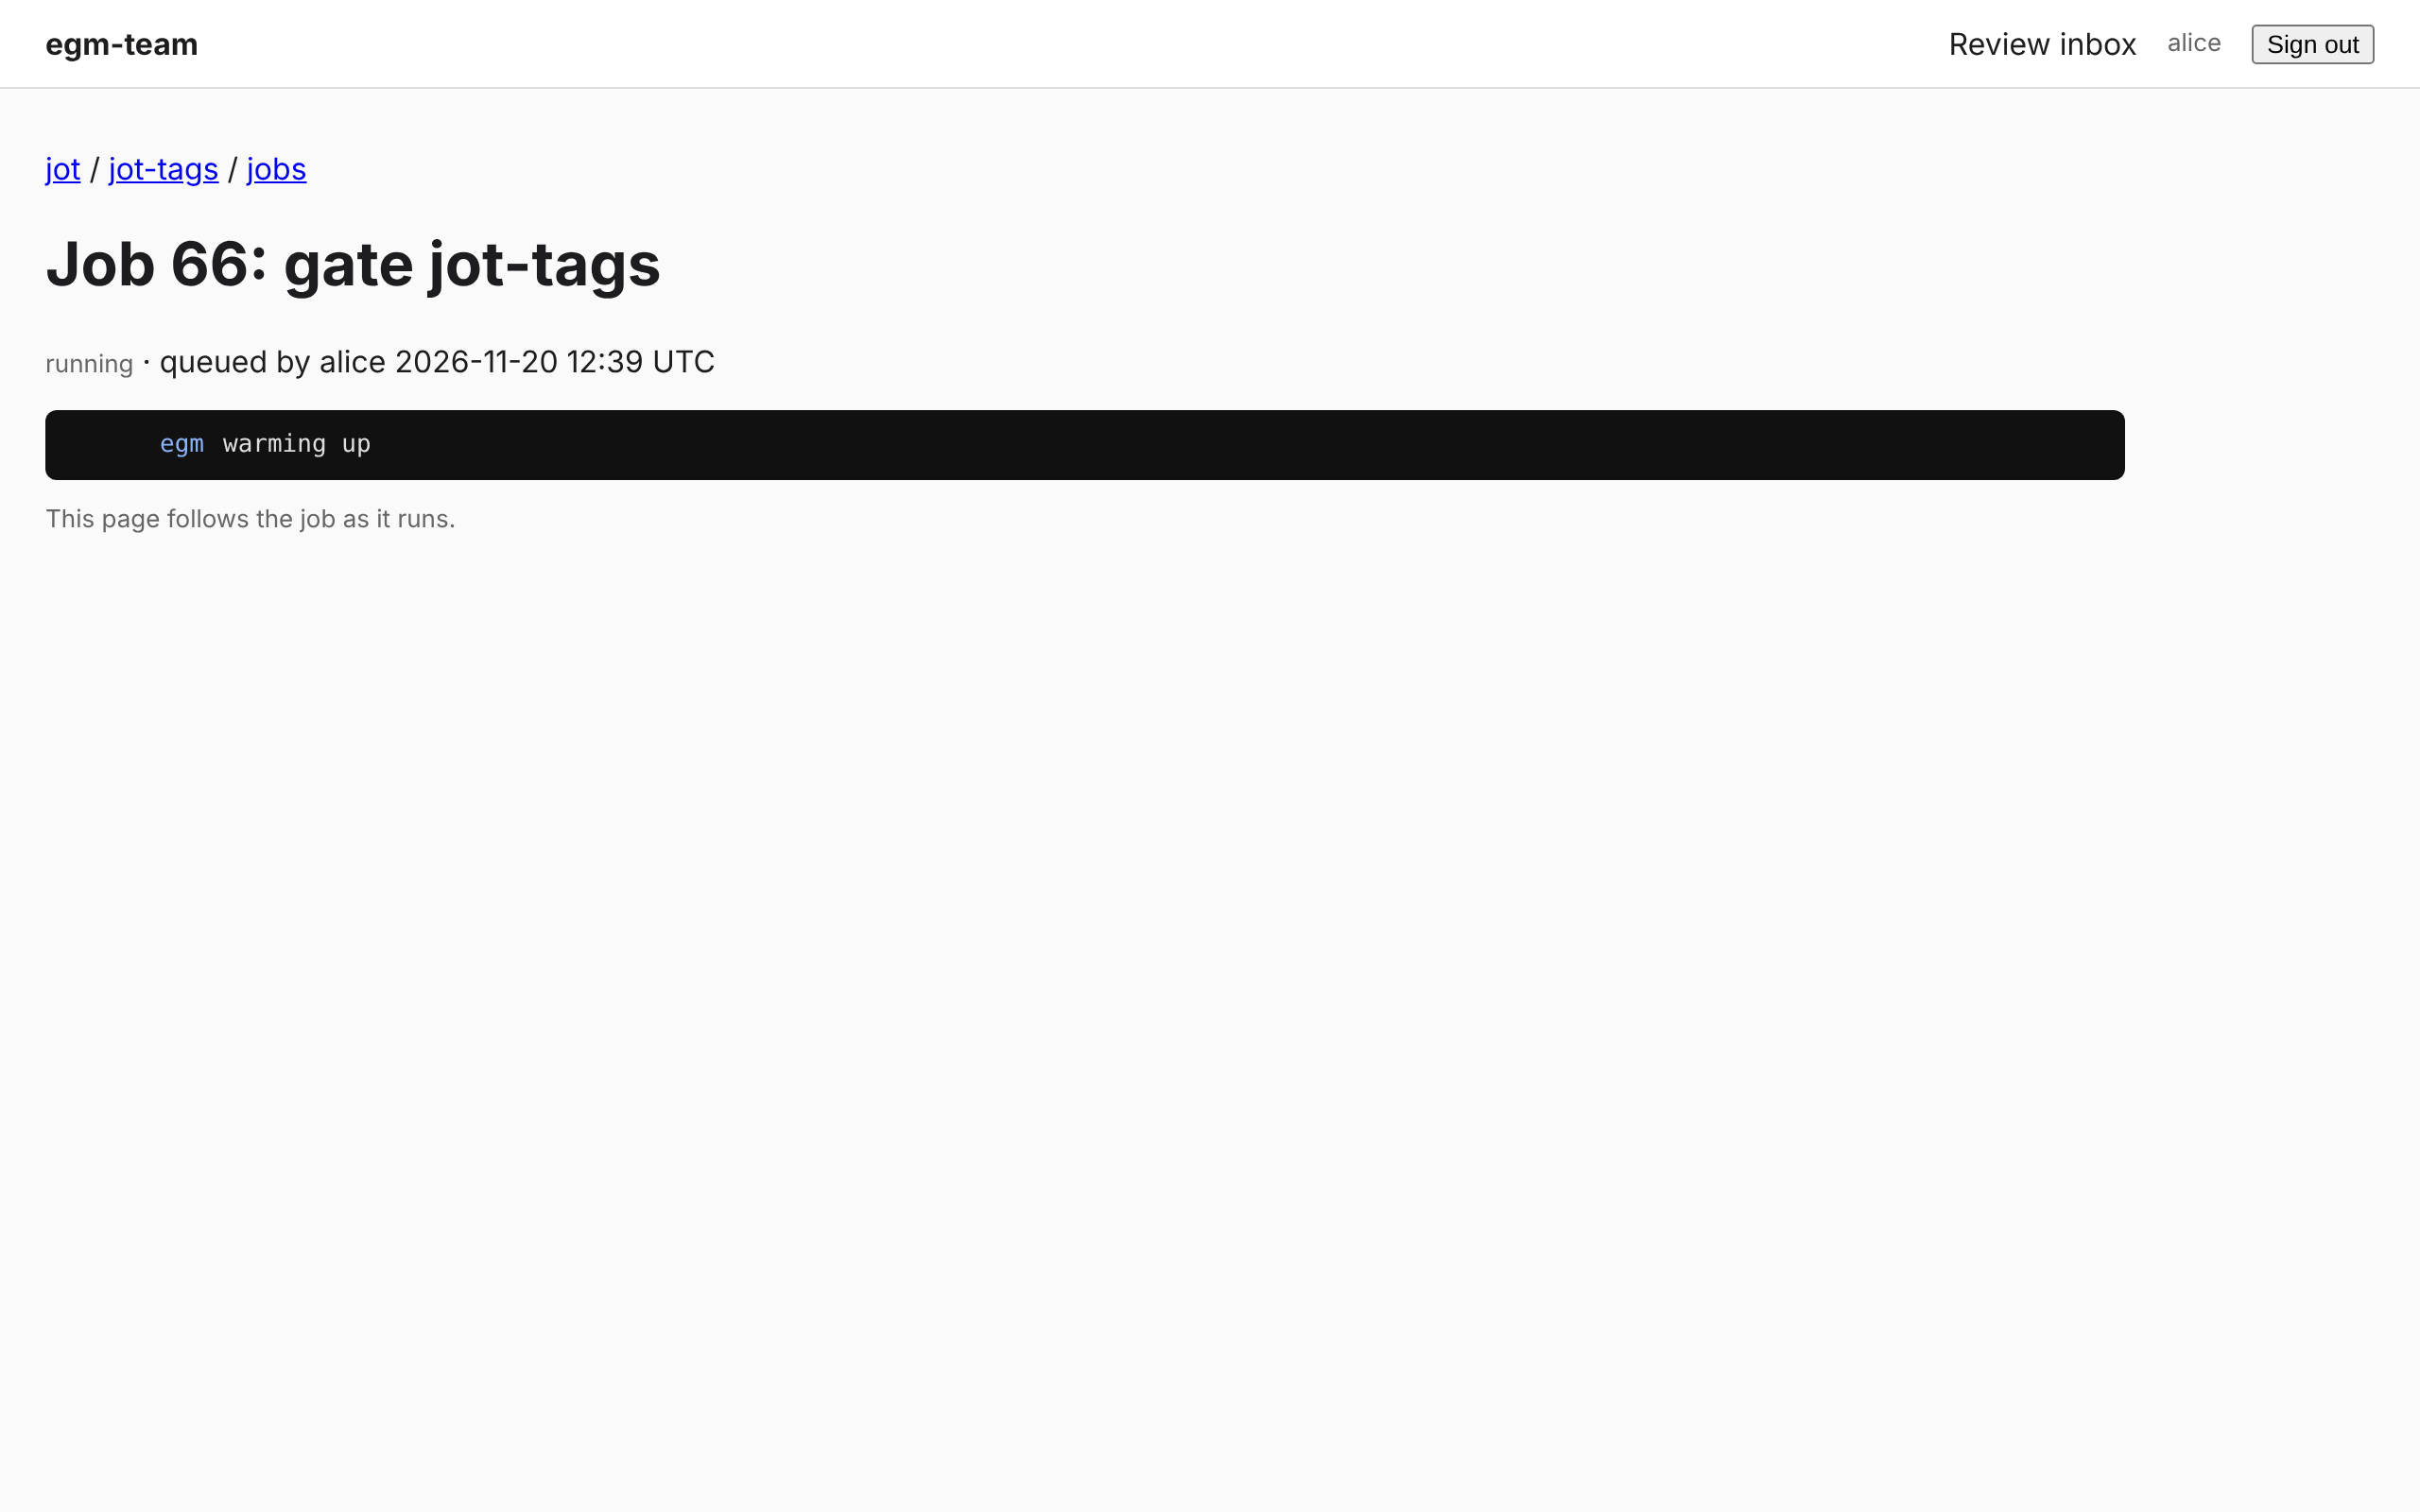 egm-team
Review inbox alice Sign out
jot / jot-tags / jobs
Job 66: gate jot-tags
running · queued by alice 2026-11-20 12:39 UTC
egm warming up
This page follows the job as it runs.